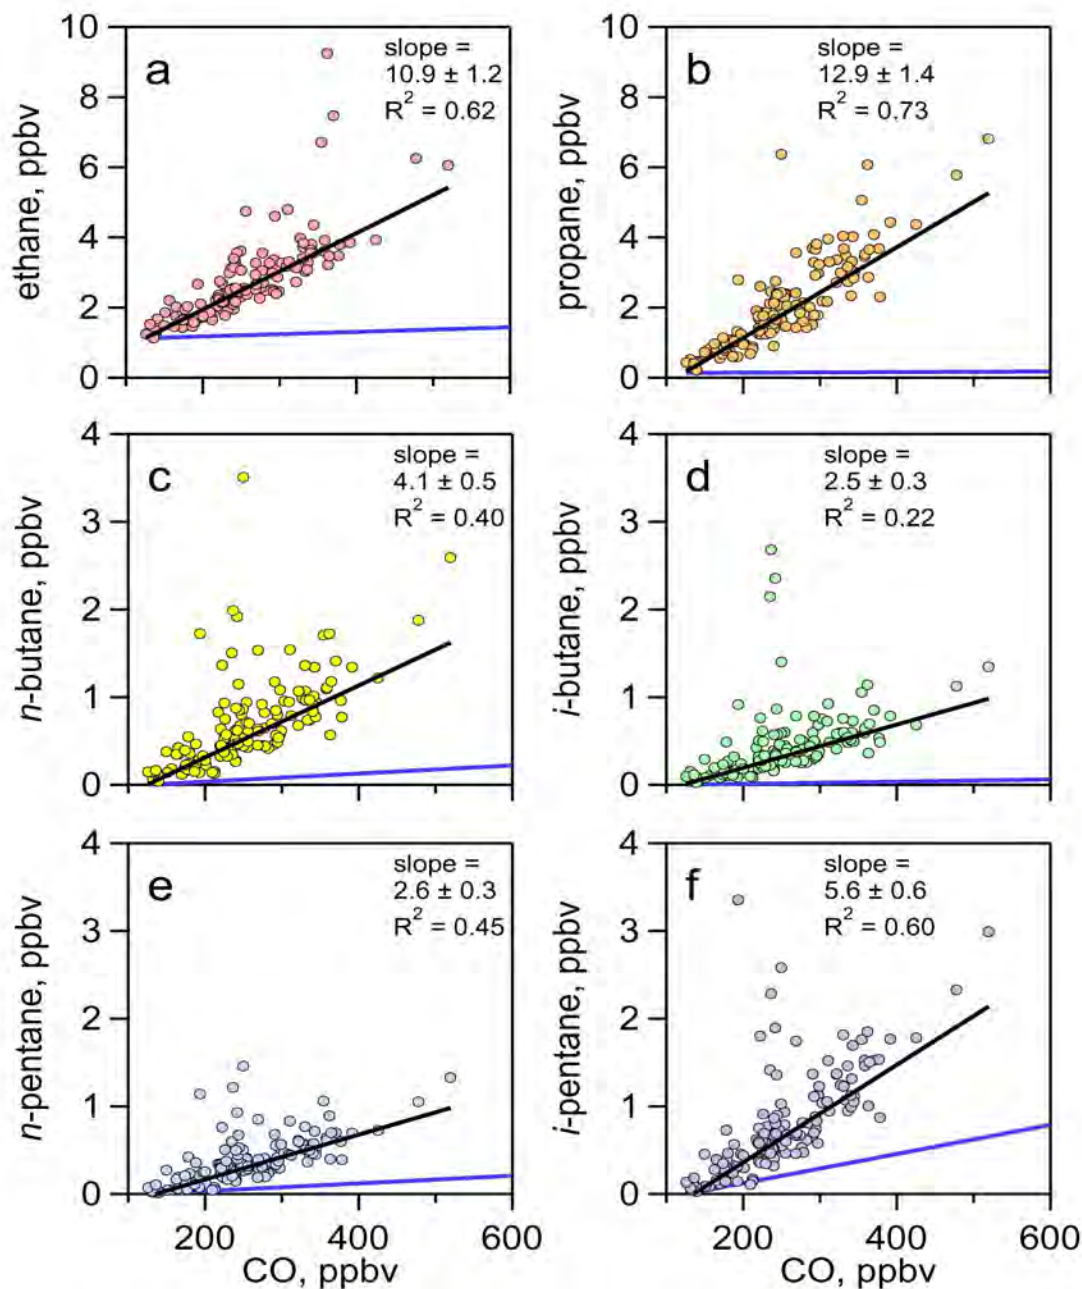 10
8
6
4
2
0
ethane, ppbv
a
slope =
10.9 ± 1.2
R² = 0.62
10
8
6
4
2
0
propane, ppbv
b
slope =
12.9 ± 1.4
R² = 0.73
4
3
2
1
0
n-butane, ppbv
c
slope =
4.1 ± 0.5
R² = 0.40
4
3
2
1
0
i-butane, ppbv
d
slope =
2.5 ± 0.3
R² = 0.22
4
3
2
1
0
n-pentane, ppbv
e
slope =
2.6 ± 0.3
R² = 0.45
200 400 600
CO, ppbv
4
3
2
1
0
i-pentane, ppbv
f
slope =
5.6 ± 0.6
R² = 0.60
200 400 600
CO, ppbv